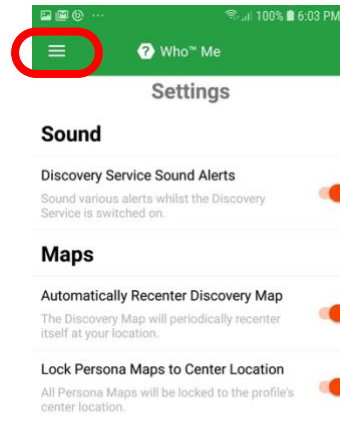 100% 6:03 PM
Who™ Me
Settings
Sound
Discovery Service Sound Alerts
Sound various alerts whilst the Discovery
Service is switched on.
Maps
Automatically Recenter Discovery Map
The Discovery Map will periodically recenter
itself at your location.
Lock Persona Maps to Center Location
All Persona Maps will be locked to the profile's
center location.